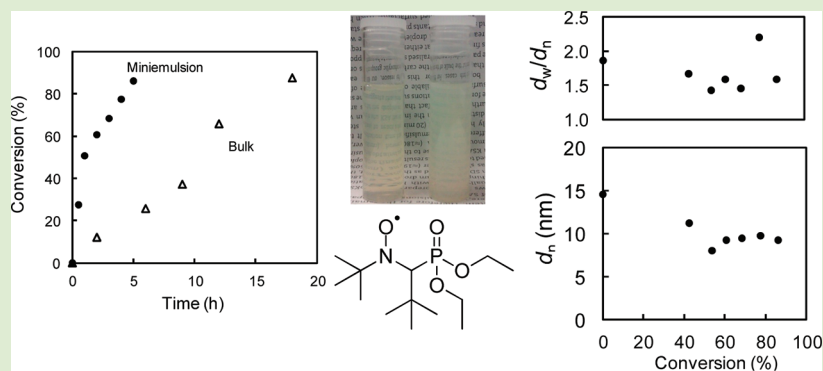 Conversion (%)
100
80
60
40
20
0
Miniemulsion
Bulk
0
5
10
15
20
Time (h)
O•
O
N
P
O
O
dw/dn
2.5
2.0
1.5
1.0
dn (nm)
20
15
10
5
0
0
20
40
60
80
100
Conversion (%)